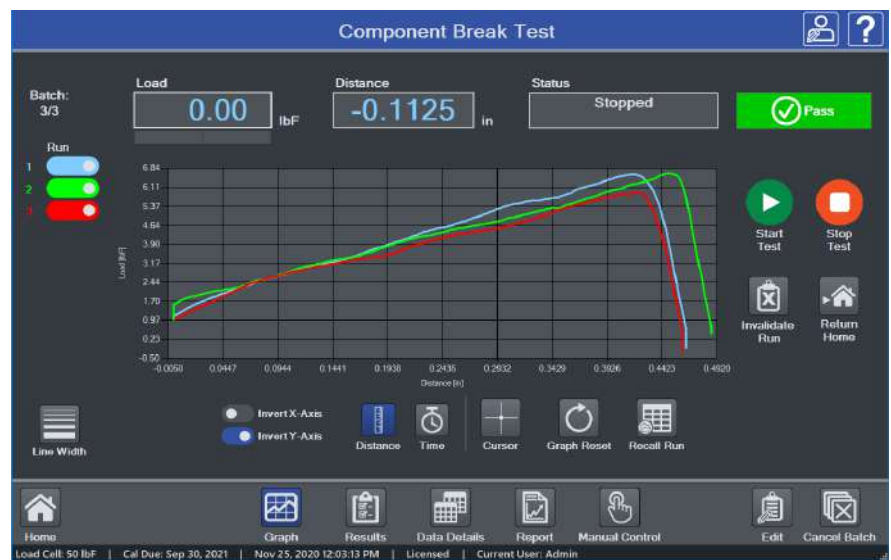 Component Break Test
?
Load
Distance
Status
Batch:
3/3
0.00 lbF
-0.1125 in
Stopped
Pass
Run
1
2
3
6.84
6.11
5.37
4.64
3.90
3.17
2.44
1.70
0.97
0.23
-0.50
Load [lbF]
-0.0050 0.0447 0.0944 0.1441 0.1938 0.2435 0.2932 0.3429 0.3926 0.4423 0.4920
Distance [in]
Start
Test
Stop
Test
Invalidate
Run
Return
Home
Line Width
Invert X-Axis
Invert Y-Axis
Distance
Time
Cursor
Graph Reset
Recall Run
Home
Graph
Results
Data Details
Report
Manual Control
Edit
Cancel Batch
Load Cell: 50 lbF | Cal Due: Sep 30, 2021 | Nov 25, 2020 12:03:13 PM | Licensed | Current User: Admin